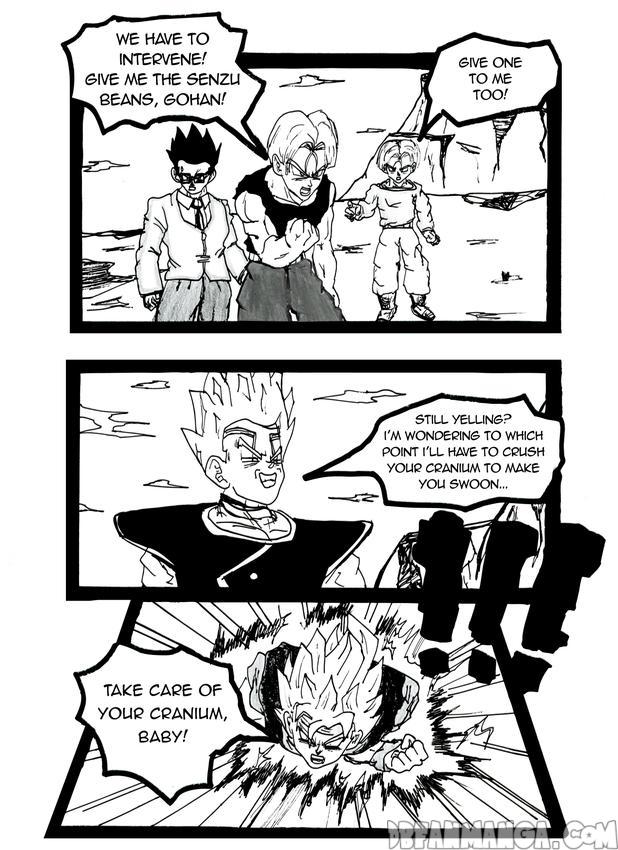 WE HAVE TO
INTERVENE!
GIVE ME THE SENZU
BEANS, GOHAN!
GIVE ONE
TO ME
TOO!
STILL YELLING?
I'M WONDERING TO WHICH
POINT I'LL HAVE TO CRUSH
YOUR CRANIUM TO MAKE
YOU SWOON...
!!!
TAKE CARE OF
YOUR CRANIUM,
BABY!
DBFANMANGA.COM